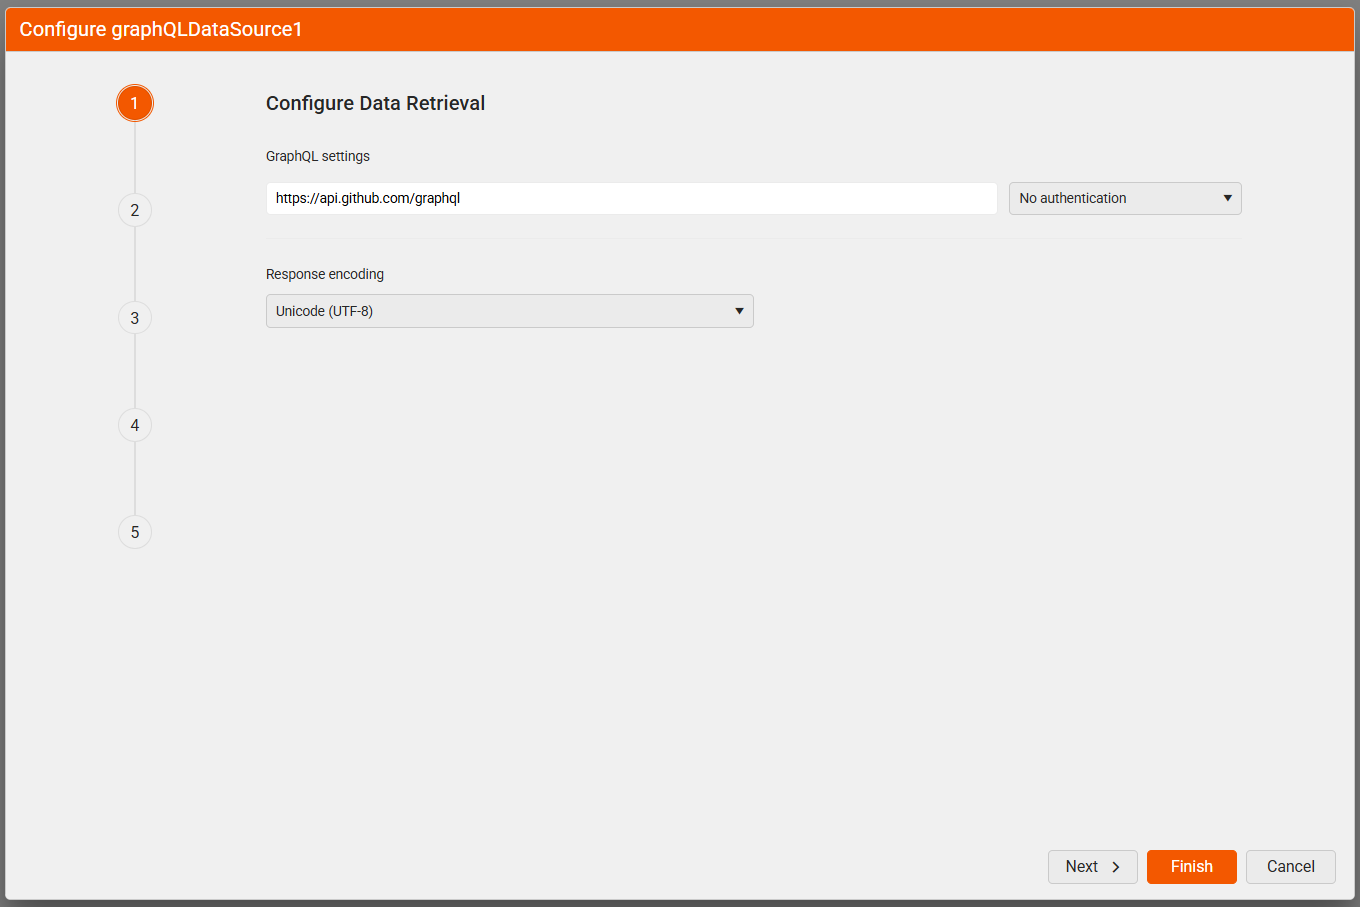 Configure graphQLDataSource1
1
Configure Data Retrieval
GraphQL settings
https://api.github.com/graphql
No authentication
2
Response encoding
Unicode (UTF-8)
3
4
5
Next
Finish
Cancel